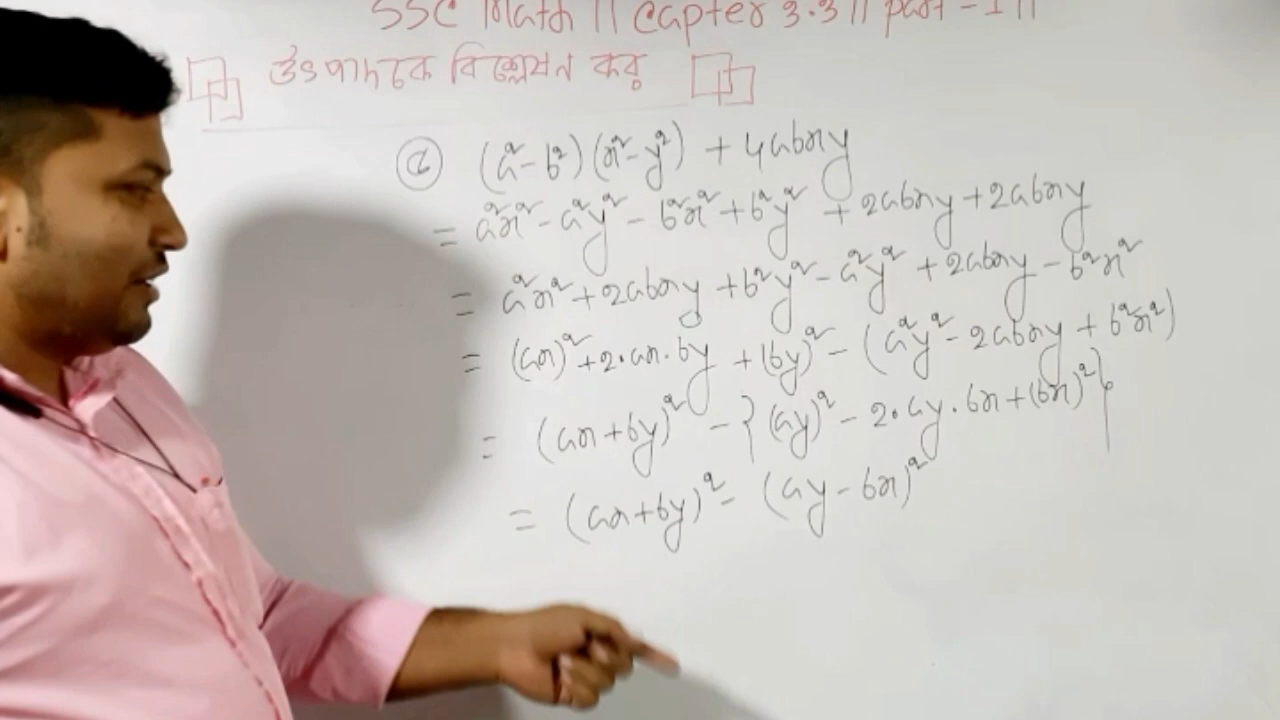 SSC Math || Capter 3.3 || part - 1 ||
উৎপাদকে বিশ্লেষন কর
(a²-b²)(x²-y²) + 4abxy
= a²x² - a²y² - b²x² + b²y² + 2abxy + 2abxy
= a²x² + 2abxy + b²y² - a²y² + 2abxy - b²x²
= (ax)² + 2·ax·by + (by)² - (a²y² - 2abxy + b²x²)
= (ax+by)² - {(ay)² - 2·ay·bx + (bx)²}
= (ax+by)² - (ay-bx)²